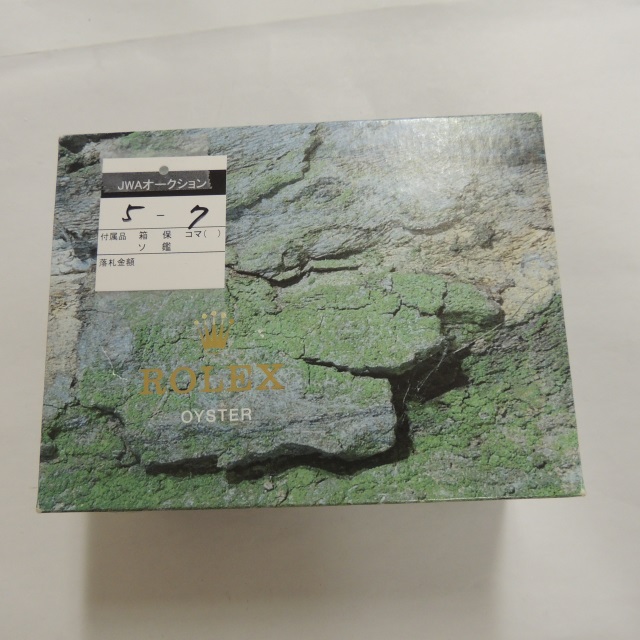 JWAオークション
5 - 7
付属品 箱 保 コマ( )
ソ 鑑
落札金額
ROLEX
OYSTER